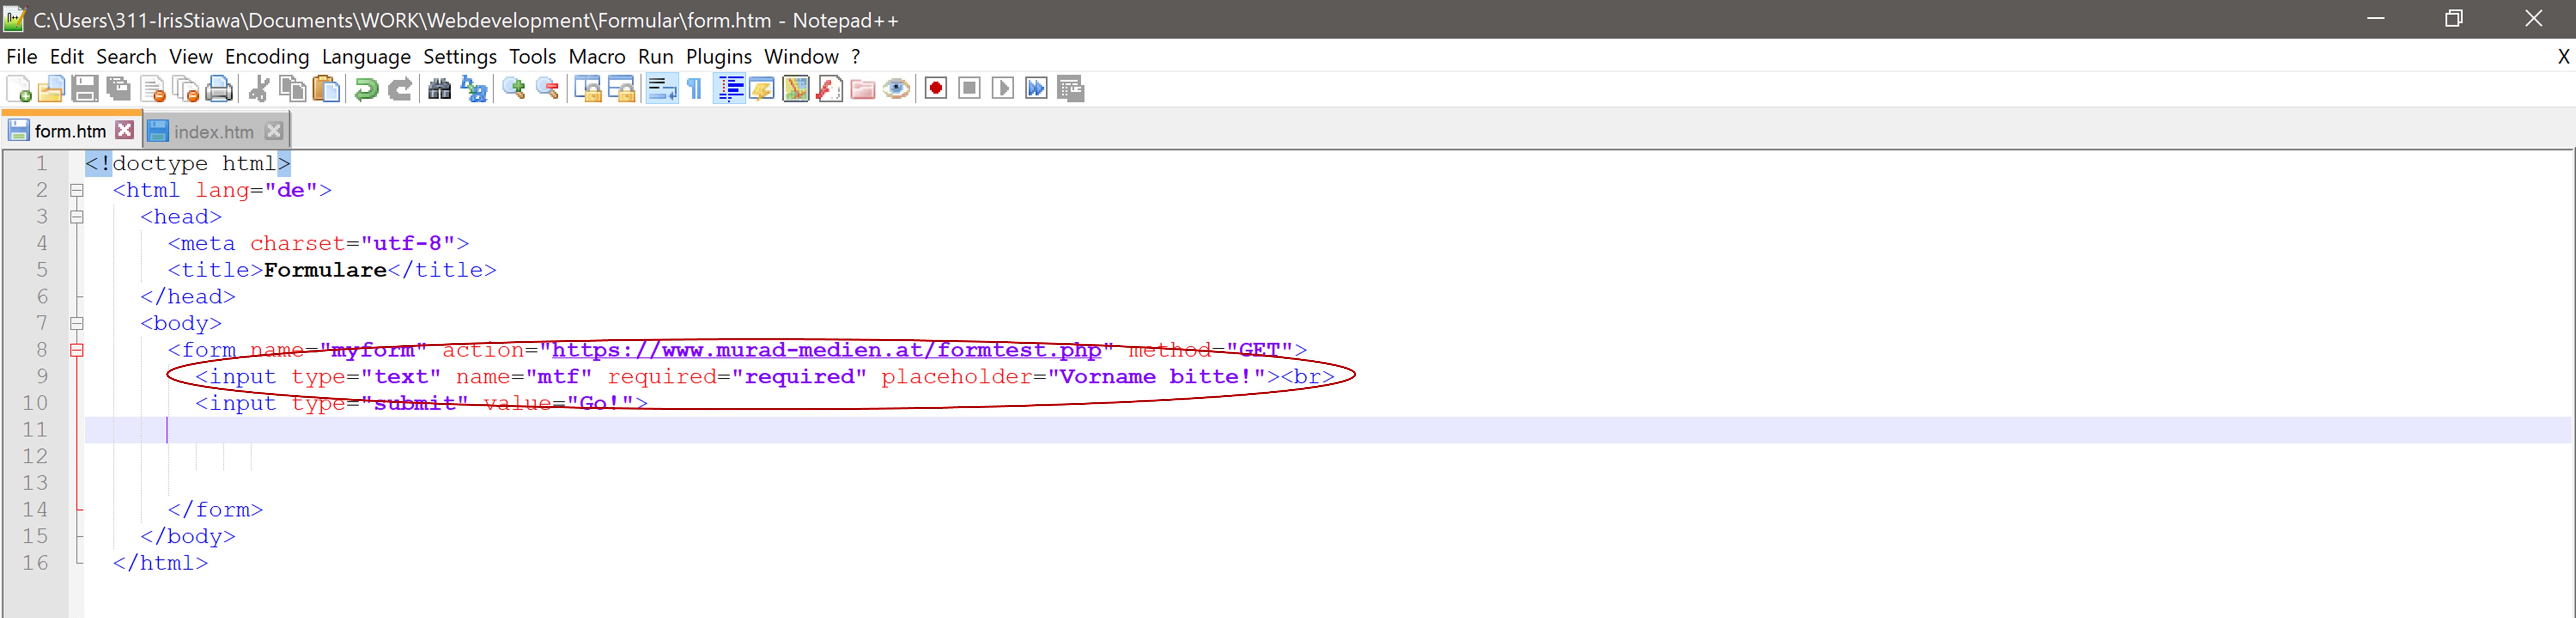 C:\Users\311-IrisStiawa\Documents\WORK\Webdevelopment\Formular\form.htm - Notepad++
File Edit Search View Encoding Language Settings Tools Macro Run Plugins Window ? X
form.htm index.htm
1 <!doctype html>
2 <html lang="de">
3 <head>
4 <meta charset="utf-8">
5 <title>Formulare</title>
6 </head>
7 <body>
8 <form name="myform" action="https://www.murad-medien.at/formtest.php" method="GET">
9 <input type="text" name="mtf" required="required" placeholder="Vorname bitte!"><br>
10 <input type="submit" value="Go!">
11
12
13
14 </form>
15 </body>
16 </html>